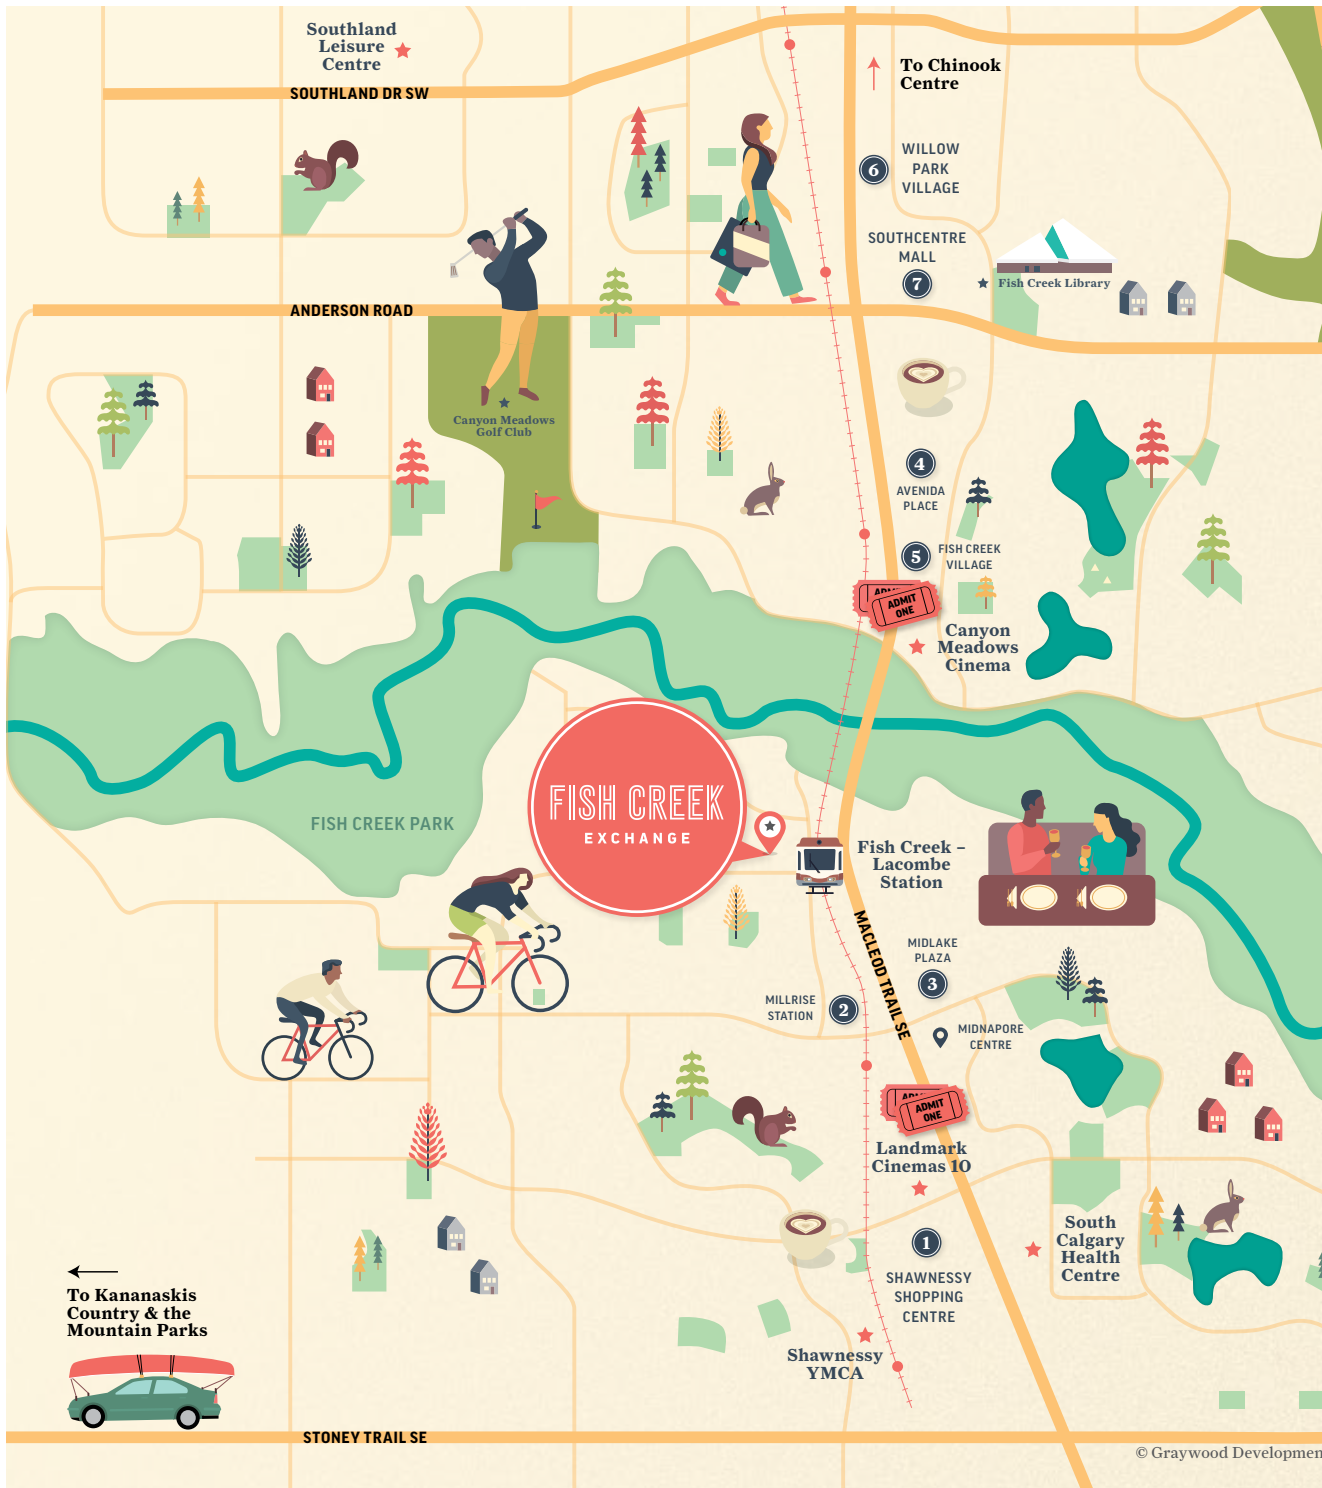 Southland
Leisure
Centre
SOUTHLAND DR SW
To Chinook
Centre
6
WILLOW
PARK
VILLAGE
SOUTHCENTRE
MALL
7
Fish Creek Library
ANDERSON ROAD
Canyon Meadows
Golf Club
4
AVENIDA
PLACE
5
FISH CREEK
VILLAGE
ADMIT
ONE
Canyon
Meadows
Cinema
FISH CREEK
EXCHANGE
FISH CREEK PARK
Fish Creek –
Lacombe
Station
MACLEOD TRAIL SE
MIDLAKE
PLAZA
3
MILLRISE
STATION
2
MIDNAPORE
CENTRE
ADMIT
ONE
Landmark
Cinemas 10
1
SHAWNESSY
SHOPPING
CENTRE
South
Calgary
Health
Centre
To Kananaskis
Country & the
Mountain Parks
Shawnessy
YMCA
STONEY TRAIL SE
© Graywood Developmen